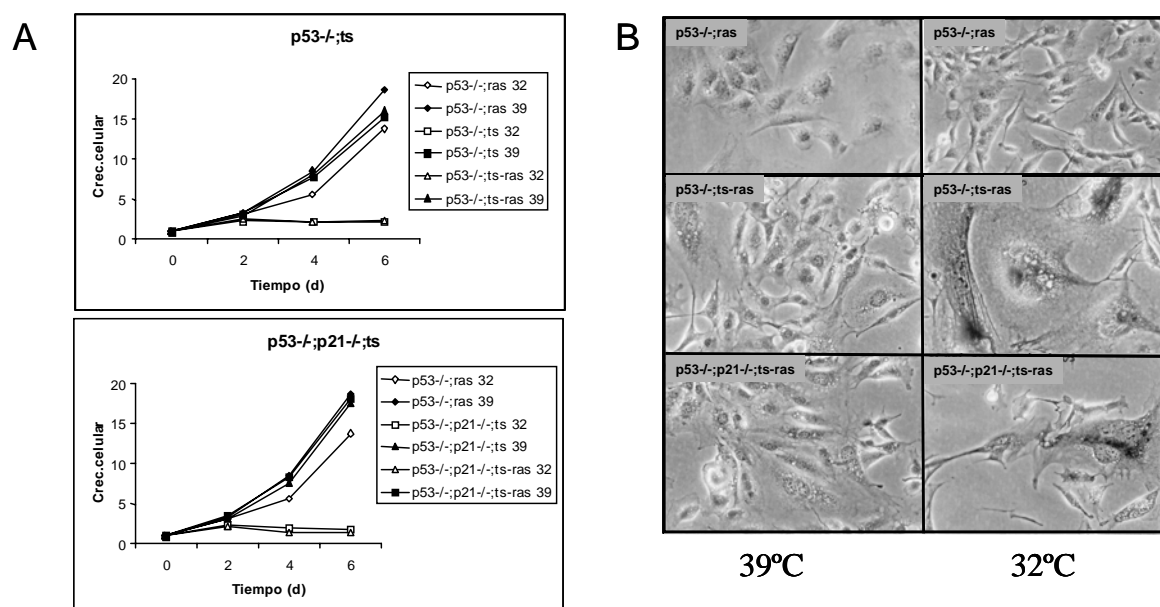 A
p53-/-;ts
Crec.celular
20
15
10
5
0
0 2 4 6
Tiempo (d)
p53-/-;ras 32
p53-/-;ras 39
p53-/-;ts 32
p53-/-;ts 39
p53-/-;ts-ras 32
p53-/-;ts-ras 39
p53-/-;p21-/-;ts
Crec.celular
20
15
10
5
0
0 2 4 6
Tiempo (d)
p53-/-;ras 32
p53-/-;ras 39
p53-/-;p21-/-;ts 32
p53-/-;p21-/-;ts 39
p53-/-;p21-/-;ts-ras 32
p53-/-;p21-/-;ts-ras 39
B
p53-/-;ras
p53-/-;ras
p53-/-;ts-ras
p53-/-;ts-ras
p53-/-;p21-/-;ts-ras
p53-/-;p21-/-;ts-ras
39ºC
32ºC